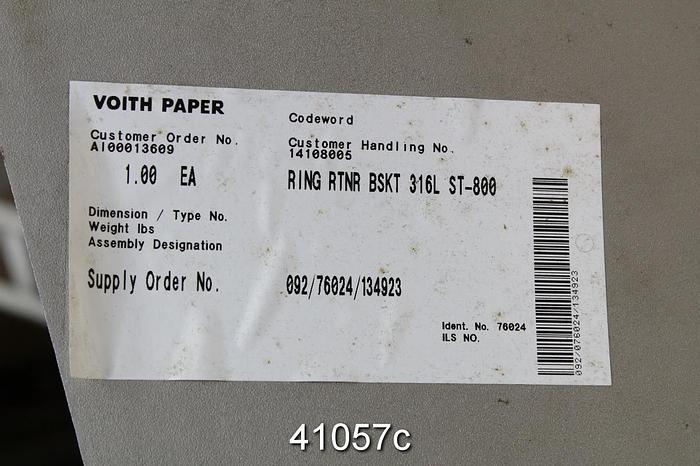 VOITH PAPER
Codeword
Customer Order No.
AI00013609
Customer Handling No.
14108005
1.00 EA
RING RTNR BSKT 316L ST-800
Dimension / Type No.
Weight lbs
Assembly Designation
Supply Order No.
092/76024/134923
Ident. No. 76024
ILS NO.
092/076024/134923
41057c